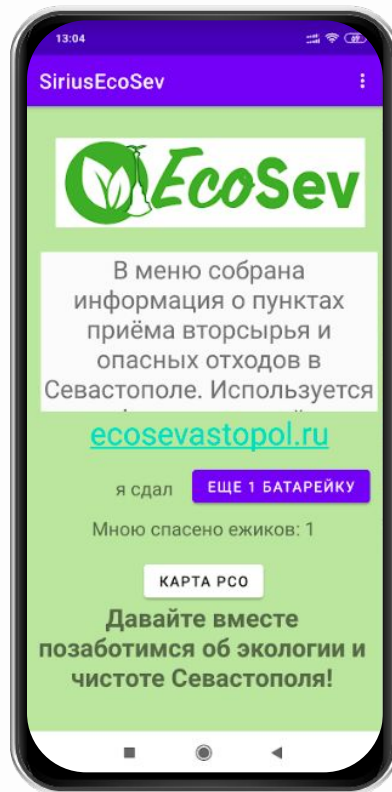 13:04
SiriusEcoSev
EcoSev
В меню собрана
информация о пунктах
приёма вторсырья и
опасных отходов в
Севастополе. Используется
ecosevastopol.ru
я сдал ЕЩЕ 1 БАТАРЕЙКУ
Мною спасено ежиков: 1
КАРТА РСО
Давайте вместе
позаботимся об экологии и
чистоте Севастополя!